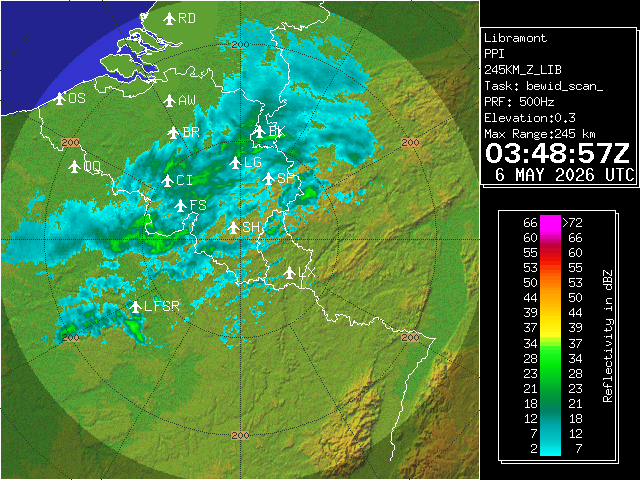 Libramont
PPI
245KM_Z_LIB
Task: bewid_scan_
PRF: 500Hz
Elevation:0.3
Max Range:245 km
03:48:57Z
6 MAY 2026 UTC
RD
200
OS
AW
BR
BK
200
QQ
LG
CI
SP
FS
SH
LX
LFSR
200
200
200
66 >72
60 66
55 60
53 55
50 53
44 50
39 44
37 39
34 37
28 34
23 28
21 23
18 21
12 18
7 12
2 7
Reflectivity in dBZ